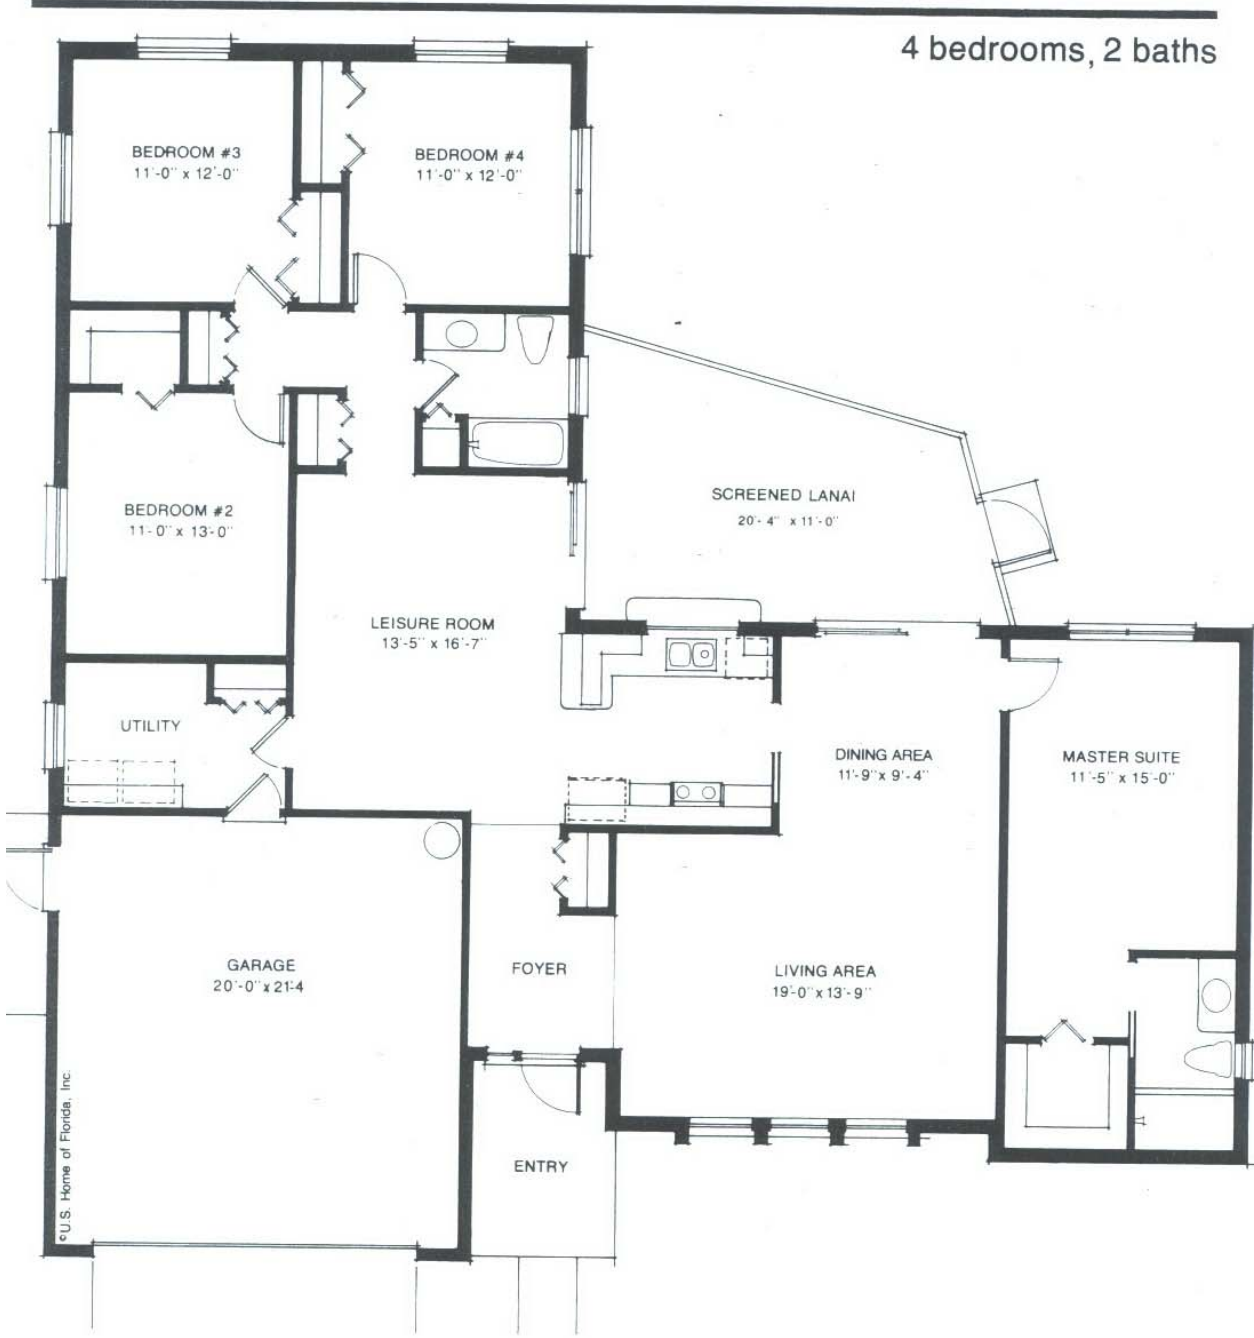 4 bedrooms, 2 baths
BEDROOM #3
11'-0" x 12'-0"
BEDROOM #4
11'-0" x 12'-0"
BEDROOM #2
11'-0" x 13'-0"
SCREENED LANAI
20'-4" x 11'-0"
LEISURE ROOM
13'-5" x 16'-7"
UTILITY
DINING AREA
11'-9" x 9'-4"
MASTER SUITE
11'-5" x 15'-0"
GARAGE
20'-0" x 21'-4
FOYER
LIVING AREA
19'-0" x 13'-9"
ENTRY
© U.S. Home of Florida, Inc.